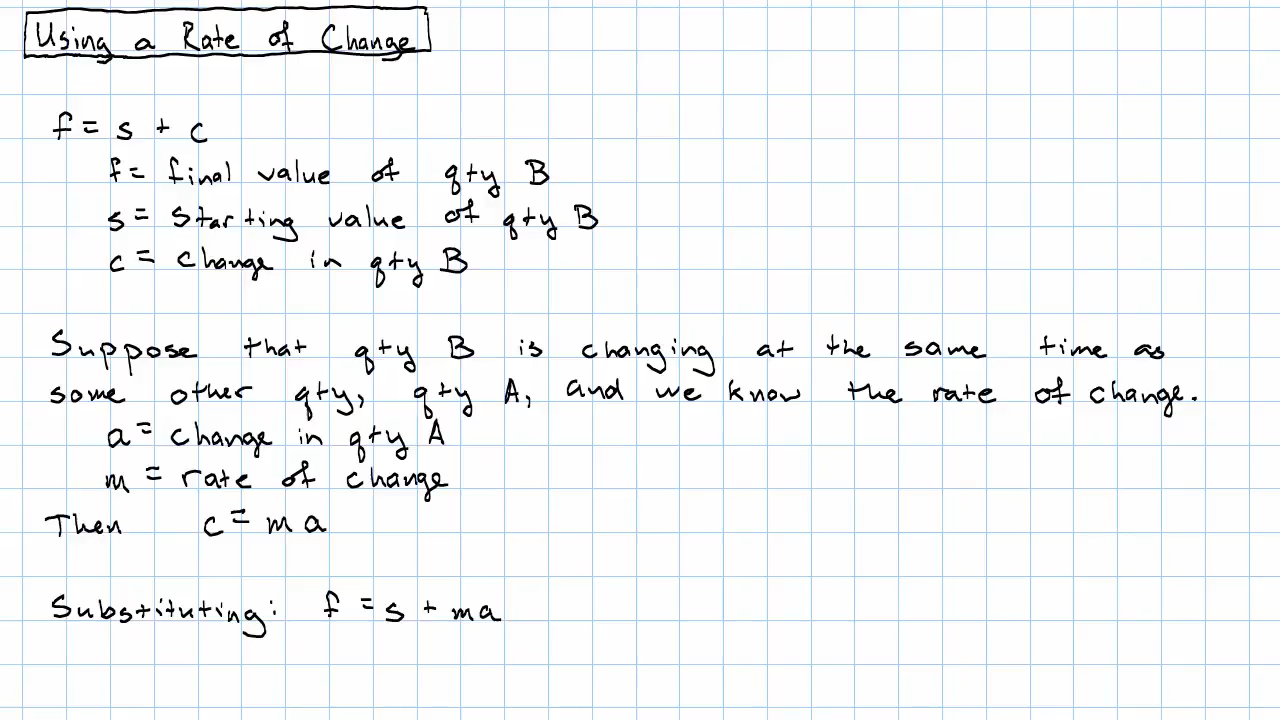 Using a Rate of Change
f = s + c
f = final value of qty B
s = starting value of qty B
c = change in qty B
Suppose that qty B is changing at the same time as
some other qty, qty A, and we know the rate of change.
a = change in qty A
m = rate of change
Then c = ma
Substituting: f = s + ma